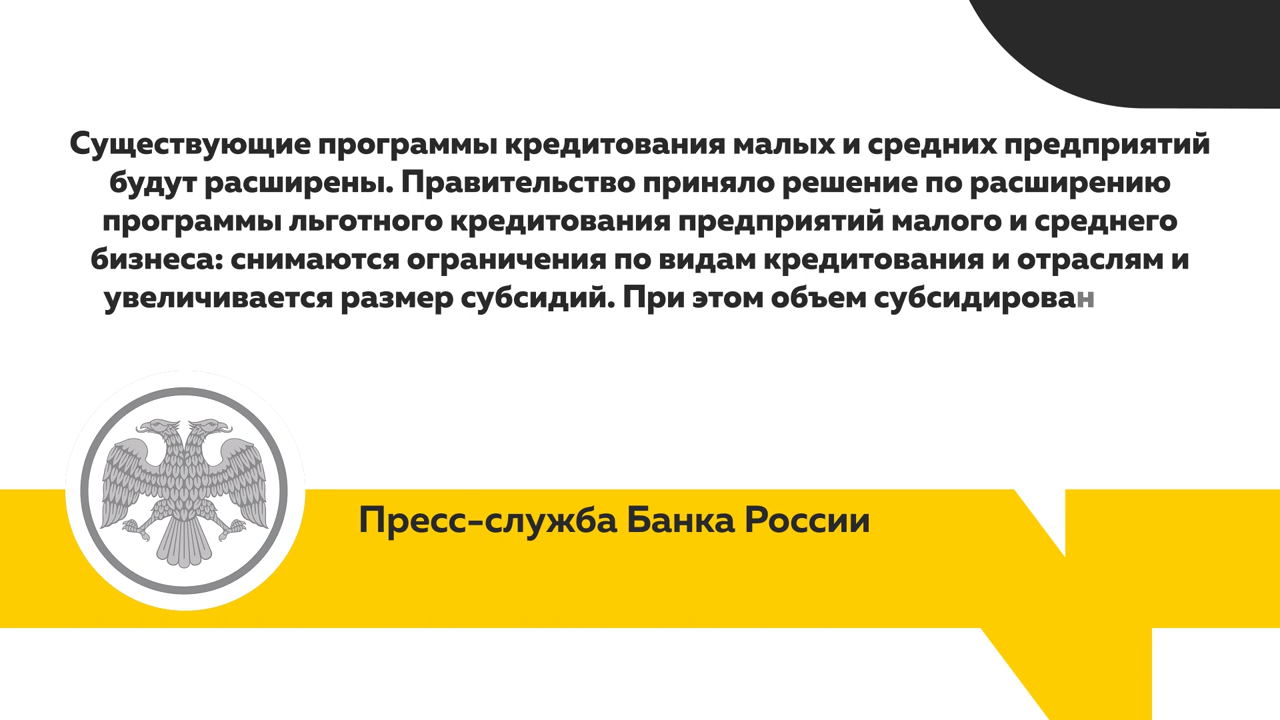 Существующие программы кредитования малых и средних предприятий
будут расширены. Правительство приняло решение по расширению
программы льготного кредитования предприятий малого и среднего
бизнеса: снимаются ограничения по видам кредитования и отраслям и
увеличивается размер субсидий. При этом объем субсидирован
Пресс-служба Банка России